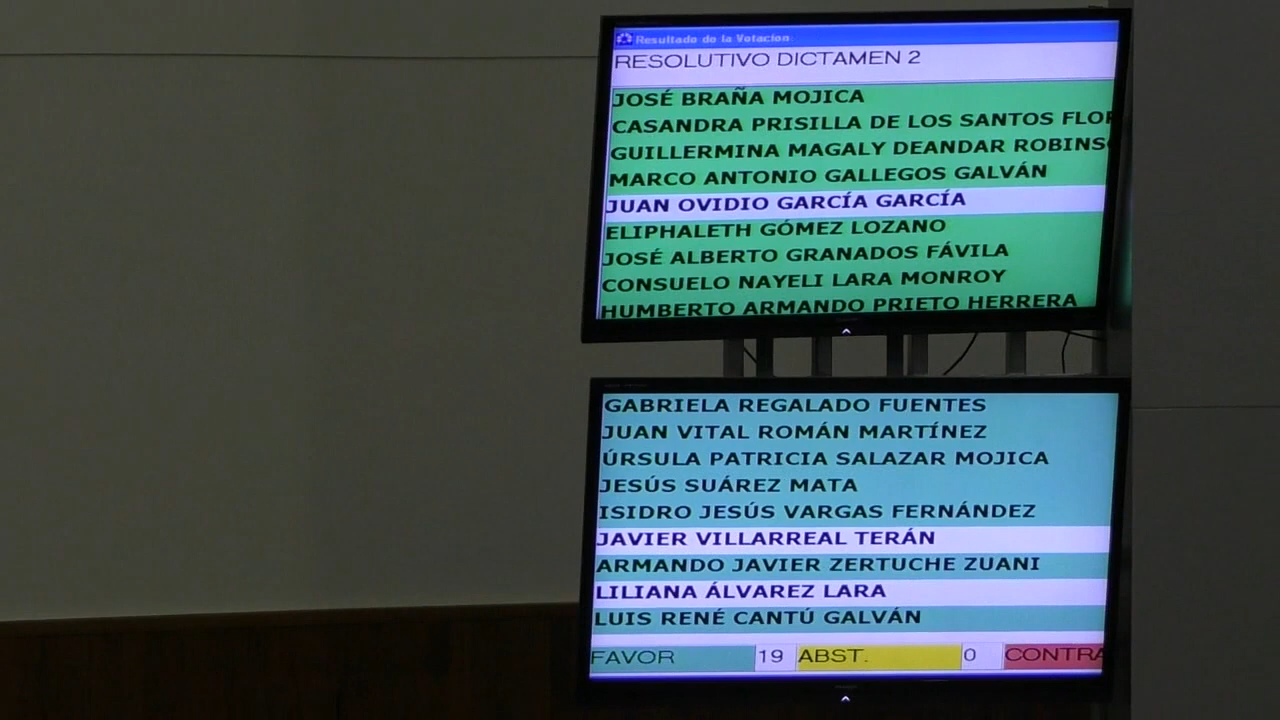 Resultado de la Votacion:
RESOLUTIVO DICTAMEN 2
JOSÉ BRAÑA MOJICA
CASANDRA PRISILLA DE LOS SANTOS FLOR
GUILLERMINA MAGALY DEANDAR ROBINSO
MARCO ANTONIO GALLEGOS GALVÁN
JUAN OVIDIO GARCÍA GARCÍA
ELIPHALETH GÓMEZ LOZANO
JOSÉ ALBERTO GRANADOS FÁVILA
CONSUELO NAYELI LARA MONROY
HUMBERTO ARMANDO PRIETO HERRERA
GABRIELA REGALADO FUENTES
JUAN VITAL ROMÁN MARTÍNEZ
ÚRSULA PATRICIA SALAZAR MOJICA
JESÚS SUÁREZ MATA
ISIDRO JESÚS VARGAS FERNÁNDEZ
JAVIER VILLARREAL TERÁN
ARMANDO JAVIER ZERTUCHE ZUANI
LILIANA ÁLVAREZ LARA
LUIS RENÉ CANTÚ GALVÁN
FAVOR 19 ABST. 0 CONTRA